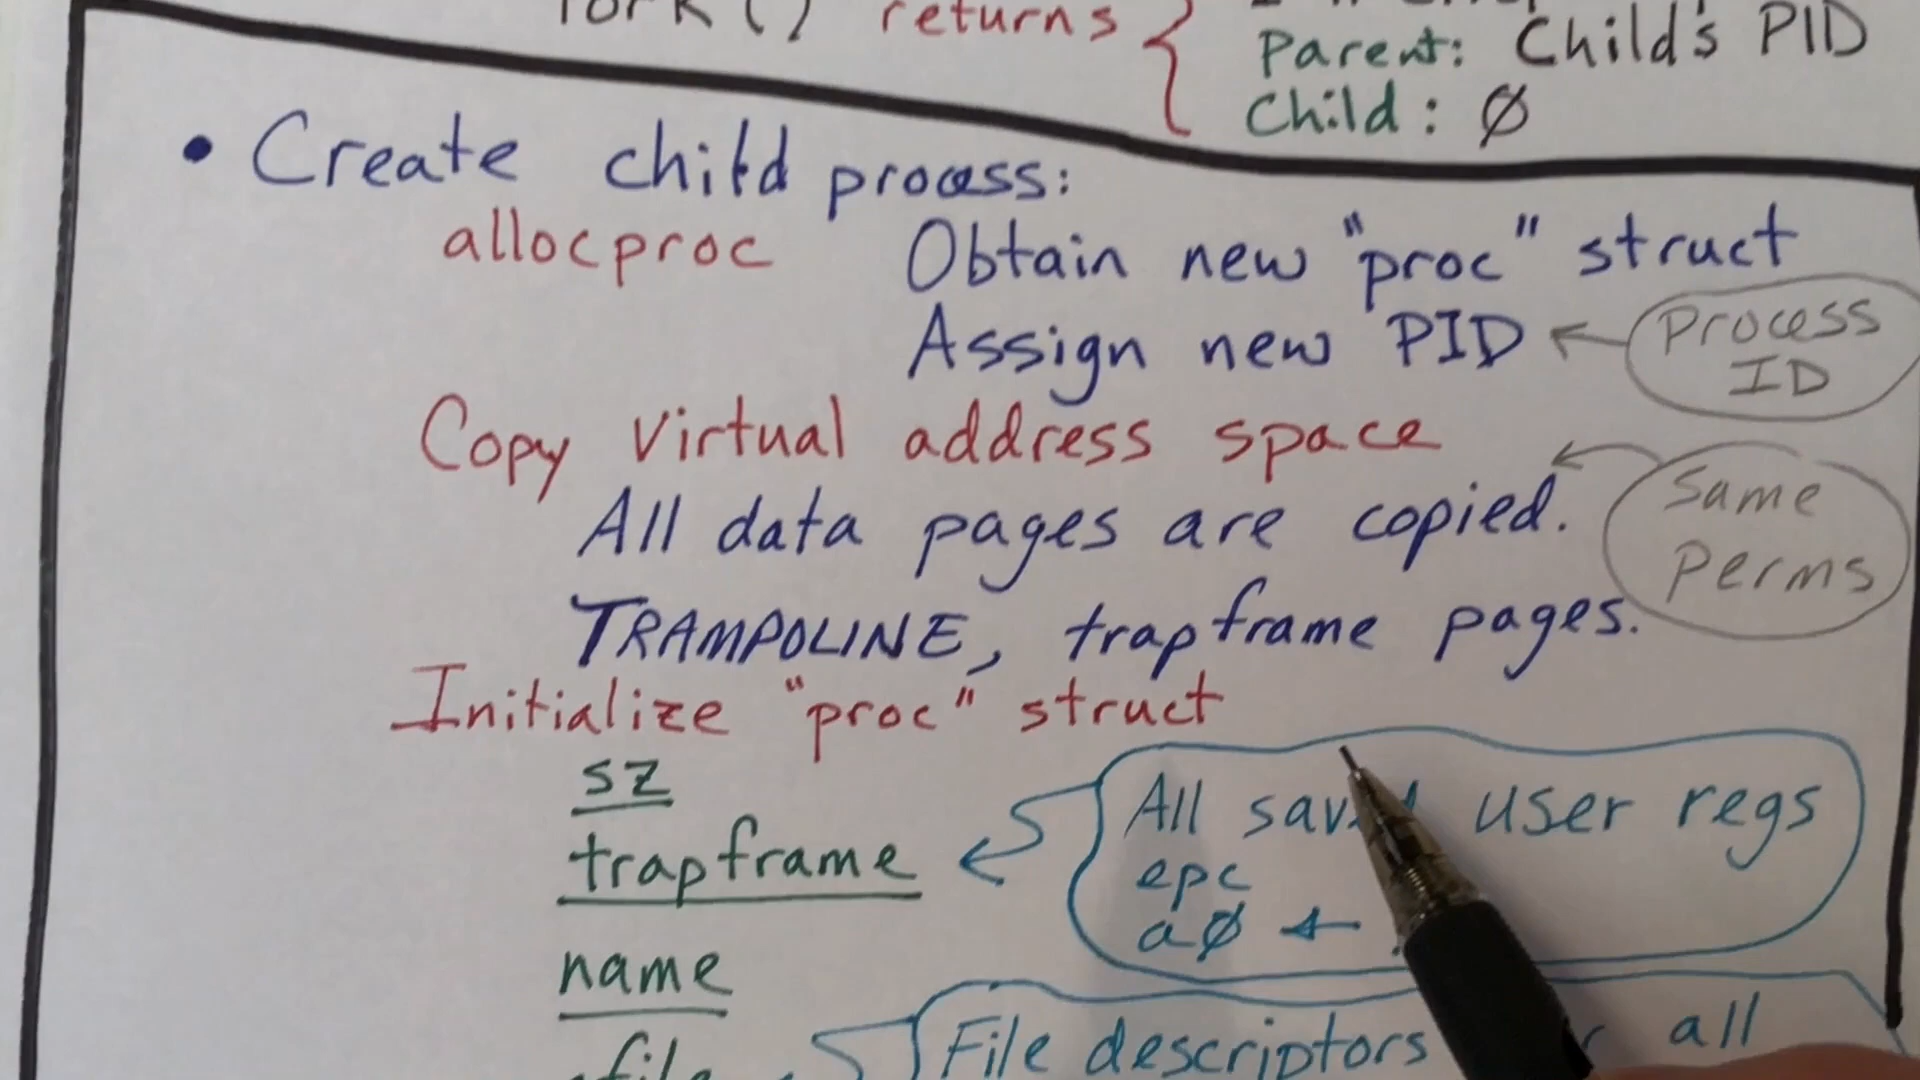 fork() returns
Parent: Child's PID
Child: Ø
• Create child process:
allocproc Obtain new "proc" struct
Assign new PID
Process
ID
Copy virtual address space
All data pages are copied.
Same
Perms
TRAMPOLINE, trapframe pages.
Initialize "proc" struct
sz
trapframe
All user regs
epc
aØ ←
name
File descriptors all